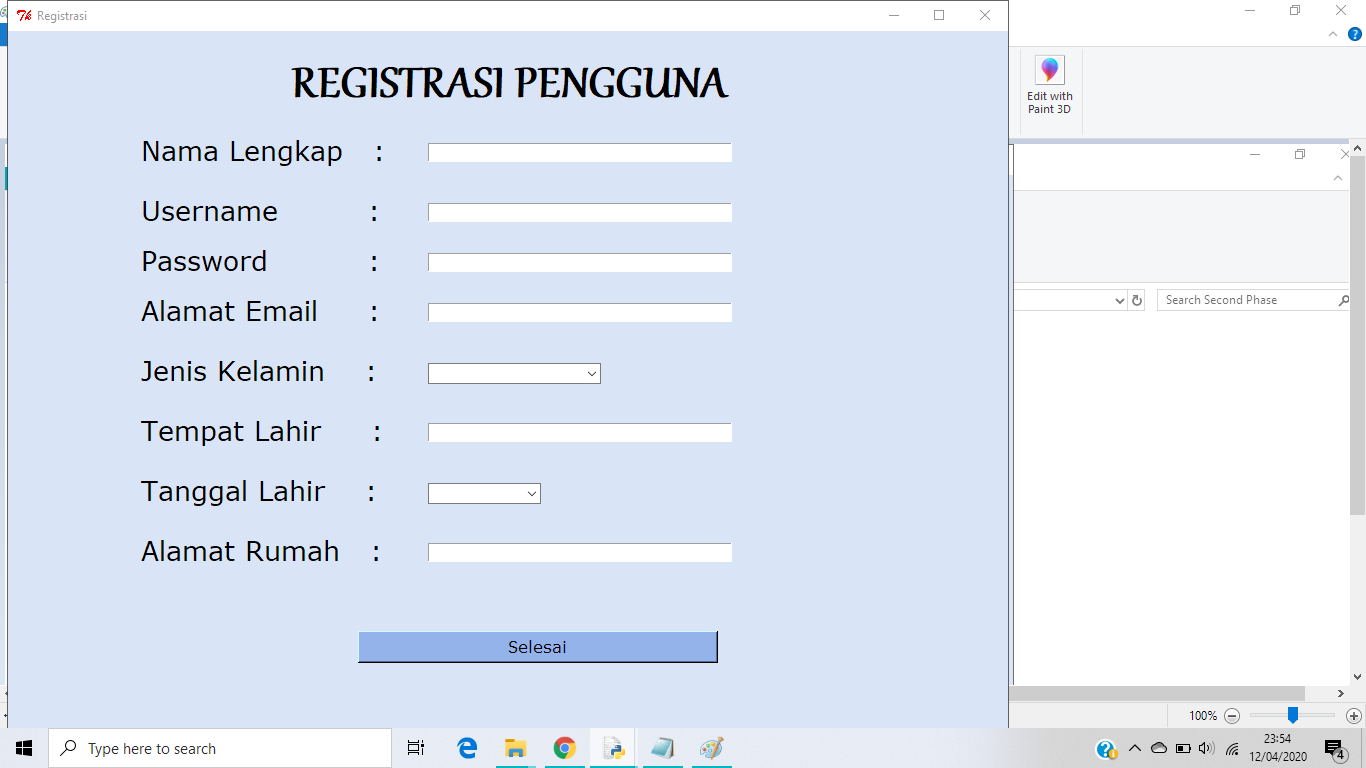 Registrasi
REGISTRASI PENGGUNA
Nama Lengkap :
Username :
Password :
Alamat Email :
Jenis Kelamin :
Tempat Lahir :
Tanggal Lahir :
Alamat Rumah :
Selesai
Edit with
Paint 3D
Search Second Phase
100%
Type here to search
23:54
12/04/2020
4